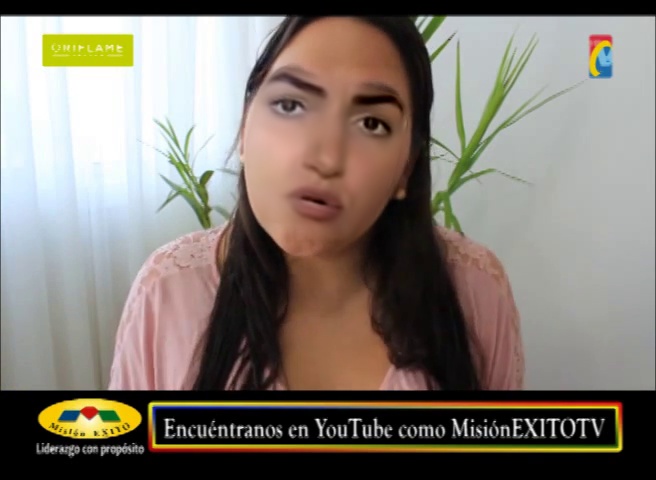 ORIFLAME
Misión EXITO
Liderazgo con propósito
Encuéntranos en YouTube como MisiónEXITOTV